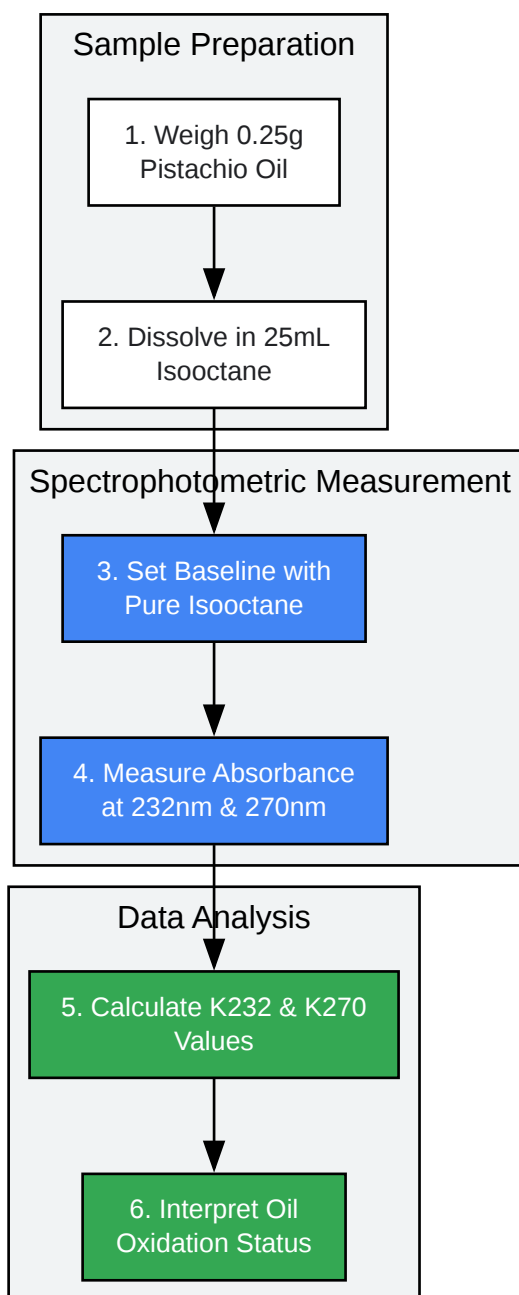 Sample Preparation
1. Weigh 0.25g
Pistachio Oil
2. Dissolve in 25mL
Isooctane
Spectrophotometric Measurement
3. Set Baseline with
Pure Isooctane
4. Measure Absorbance
at 232nm & 270nm
Data Analysis
5. Calculate K232 & K270
Values
6. Interpret Oil
Oxidation Status